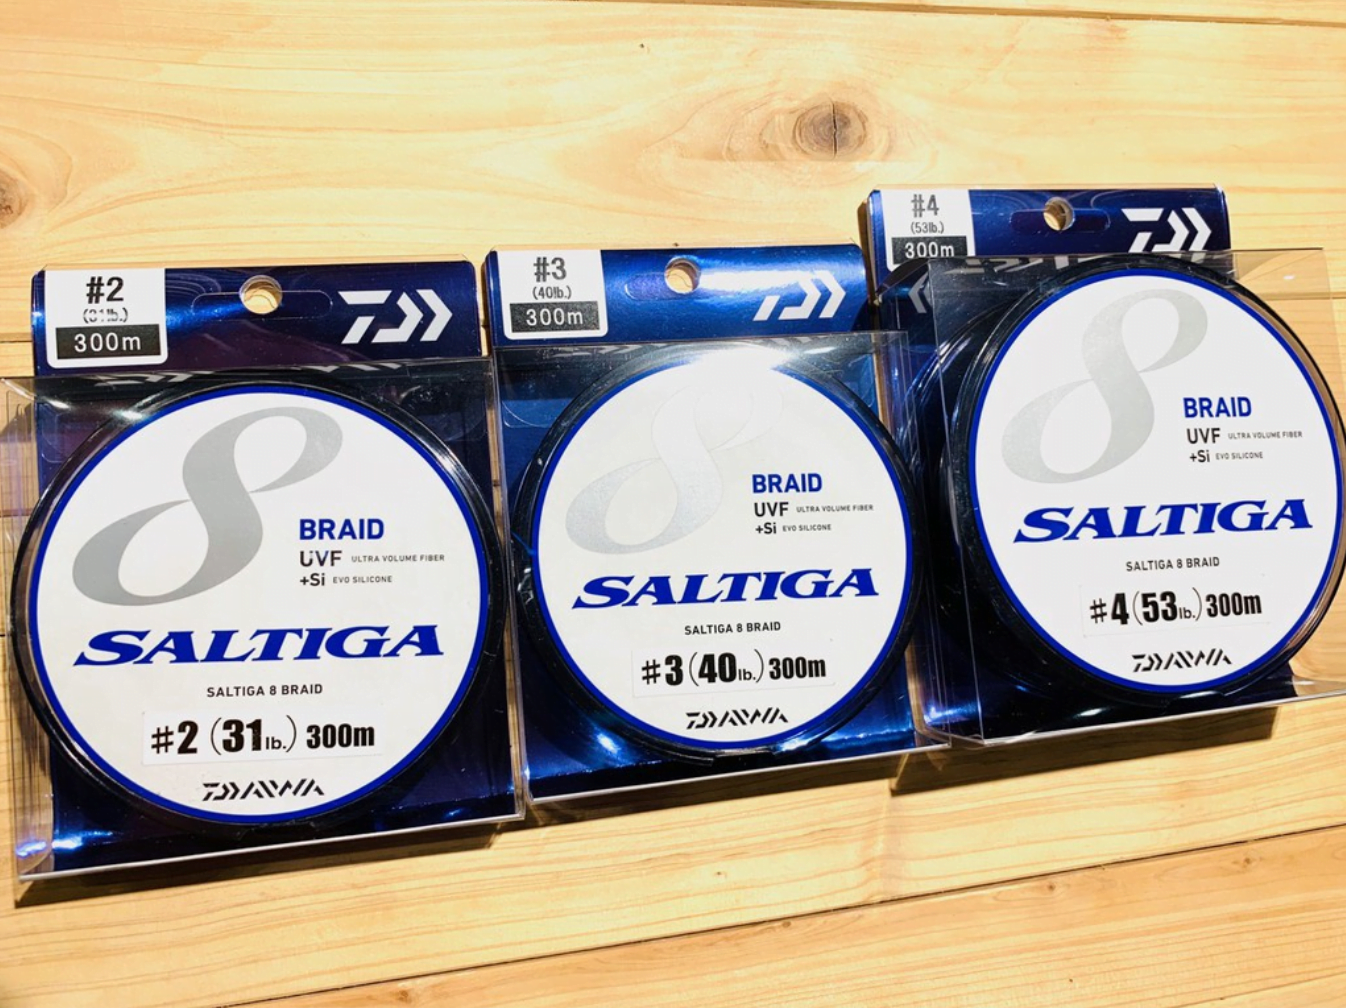 #2
(31lb.)
300m
8
BRAID
UVF ULTRA VOLUME FIBER
+Si EVO SILICONE
SALTIGA
SALTIGA 8 BRAID
#2 (31lb.) 300m
DAIWA
#3
(40lb.)
300m
8
BRAID
UVF ULTRA VOLUME FIBER
+Si EVO SILICONE
SALTIGA
SALTIGA 8 BRAID
#3 (40lb.) 300m
DAIWA
#4
(53lb.)
300m
8
BRAID
UVF ULTRA VOLUME FIBER
+Si EVO SILICONE
SALTIGA
SALTIGA 8 BRAID
#4 (53lb.) 300m
DAIWA